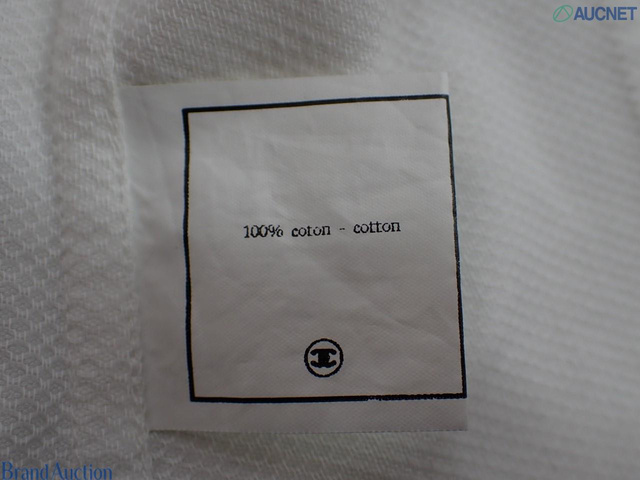 AUCNET
100% coton - cotton
Brand Auction